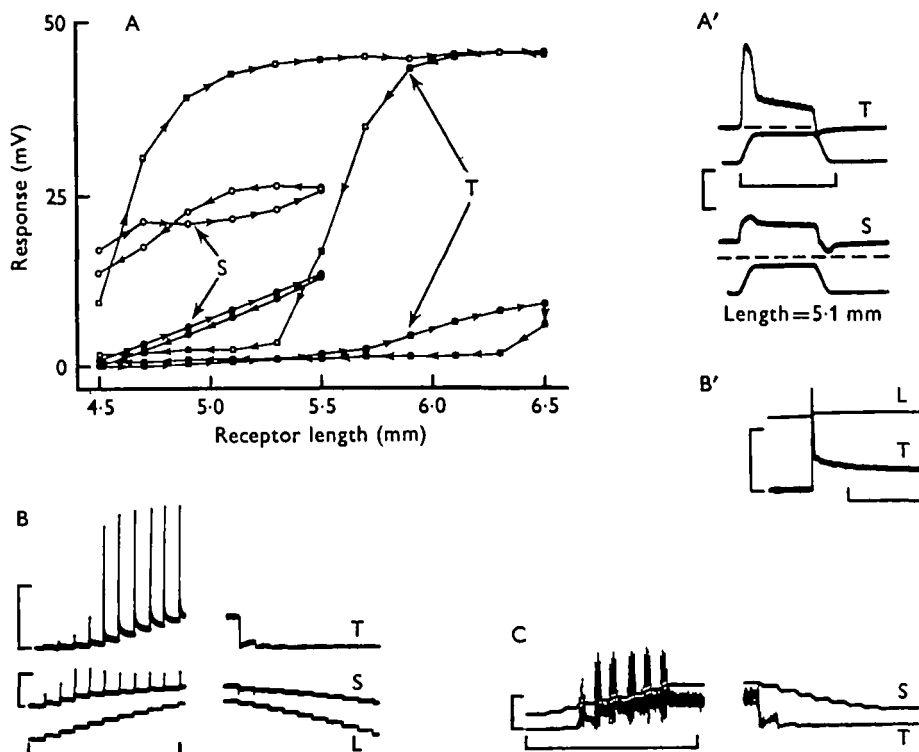 A
50
25
0
Response (mV)
4·5
5·0
5·5
6·0
6·5
Receptor length (mm)
S
T
A′
T
S
Length=5·1 mm
B′
L
T
B
T
S
L
C
S
T